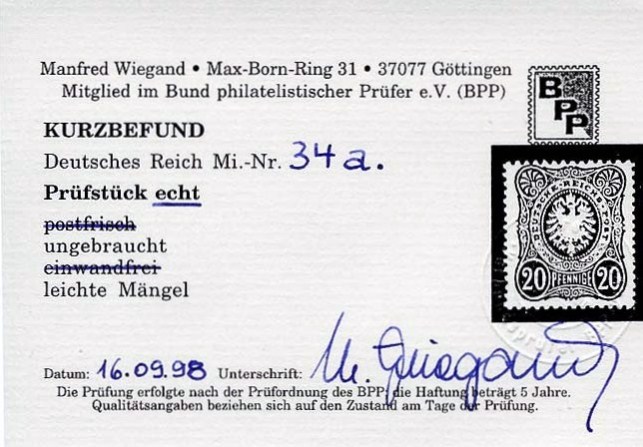 Manfred Wiegand • Max-Born-Ring 31 • 37077 Göttingen
Mitglied im Bund philatelistischer Prüfer e.V. (BPP)
BPP
KURZBEFUND
Deutsches Reich Mi.-Nr. 34a.
Prüfstück echt
postfrisch
ungebraucht
einwandfrei
leichte Mängel
DEUTSCHE-REICHS-POST
20 PFENNIGE 20
Datum: 16.09.98 Unterschrift: M. Wiegand
Die Prüfung erfolgte nach der Prüfordnung des BPP, die Haftung beträgt 5 Jahre.
Qualitätsangaben beziehen sich auf den Zustand am Tage der Prüfung.